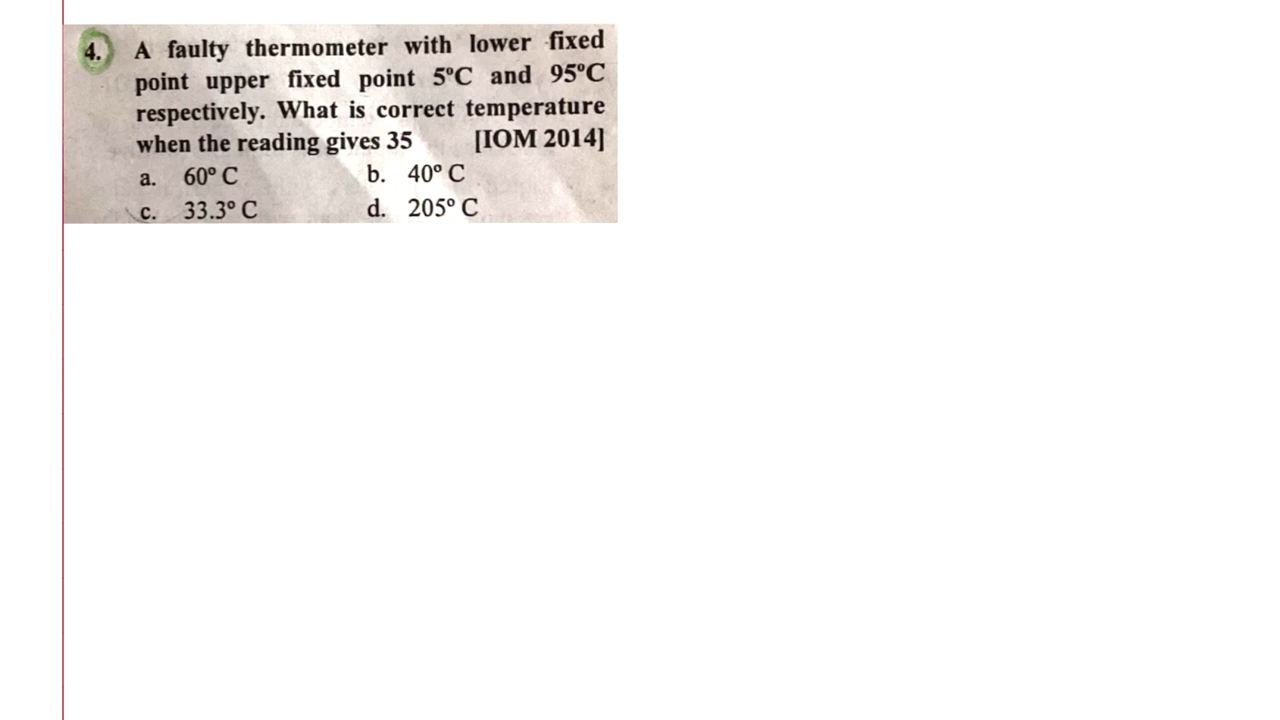 4. A faulty thermometer with lower fixed
point upper fixed point 5°C and 95°C
respectively. What is correct temperature
when the reading gives 35 [IOM 2014]
a. 60° C b. 40° C
c. 33.3° C d. 205° C